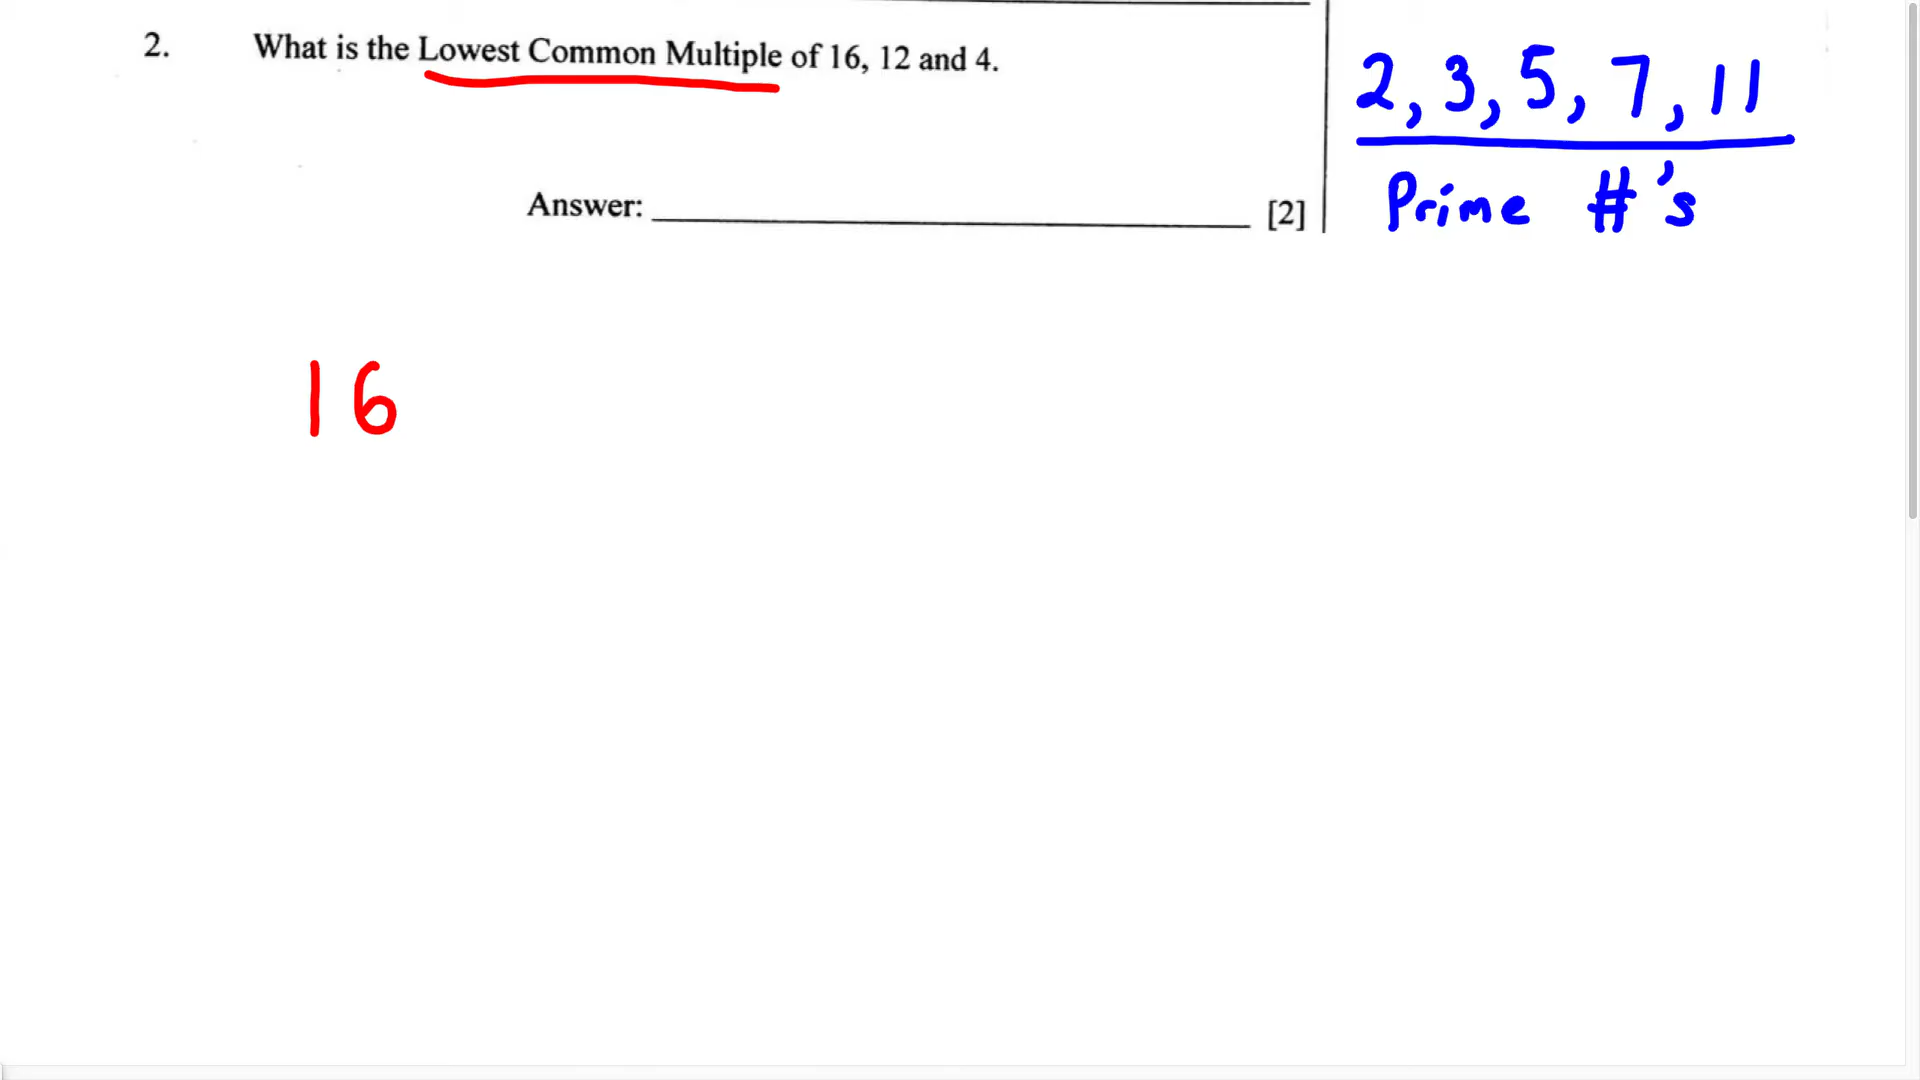 2. What is the Lowest Common Multiple of 16, 12 and 4.
2, 3, 5, 7, 11
Answer: [2]
Prime #'s
16